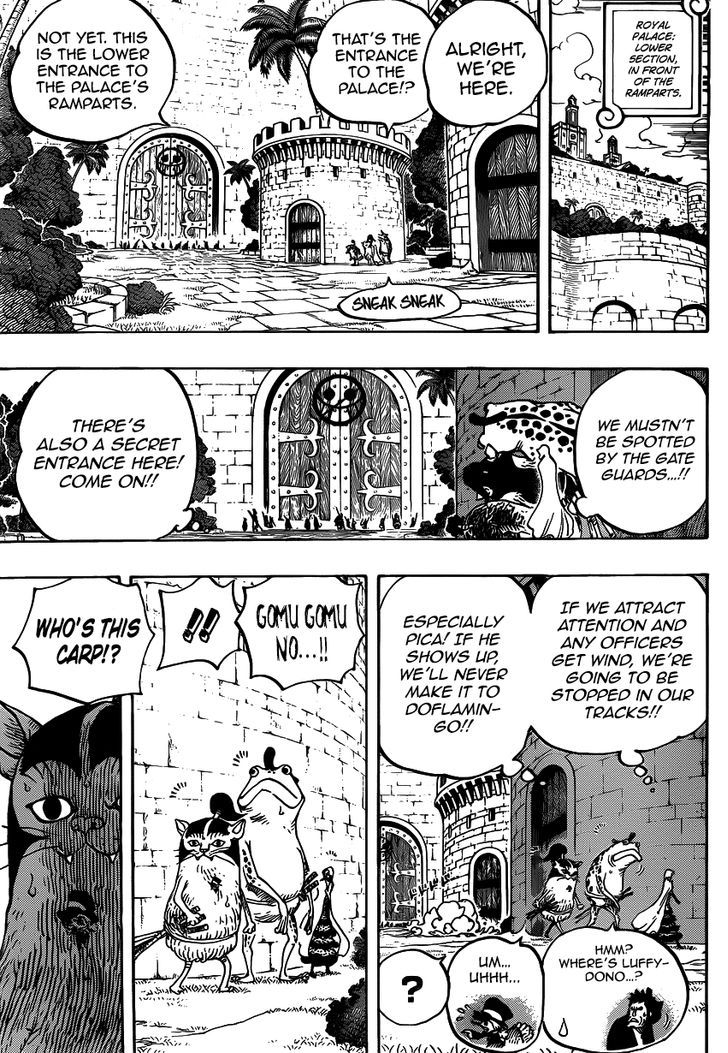 ROYAL
PALACE:
LOWER
SECTION,
IN FRONT
OF THE
RAMPARTS.
ALRIGHT,
WE'RE
HERE.
THAT'S THE
ENTRANCE
TO THE
PALACE!?
NOT YET. THIS
IS THE LOWER
ENTRANCE TO
THE PALACE'S
RAMPARTS.
SNEAK SNEAK
WE MUSTN'T
BE SPOTTED
BY THE GATE
GUARDS...!!
THERE'S
ALSO A SECRET
ENTRANCE HERE!
COME ON!!
IF WE ATTRACT
ATTENTION AND
ANY OFFICERS
GET WIND, WE'RE
GOING TO BE
STOPPED IN OUR
TRACKS!!
ESPECIALLY
PICA! IF HE
SHOWS UP,
WE'LL NEVER
MAKE IT TO
DOFLAMIN-
GO!!
HMM?
WHERE'S LUFFY-
DONO...?
UM...
UHHH...
?
GOMU GOMU
NO...!!
!!
WHO'S THIS
CARP!?